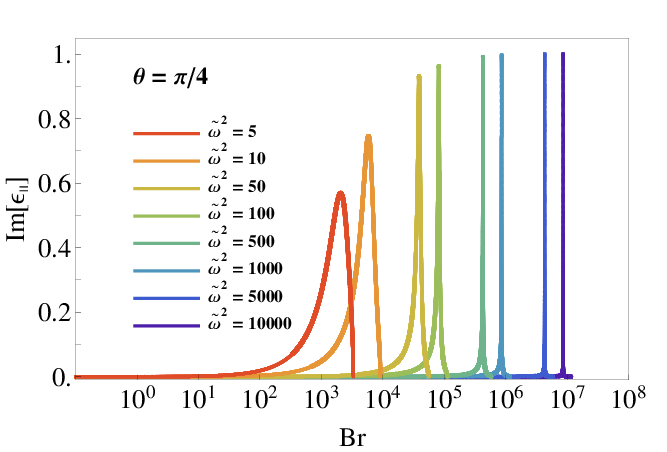 θ = π/4
ω̃² = 5
ω̃² = 10
ω̃² = 50
ω̃² = 100
ω̃² = 500
ω̃² = 1000
ω̃² = 5000
ω̃² = 10000
Im[ϵ_II]
1.
0.8
0.6
0.4
0.2
0.
10⁰ 10¹ 10² 10³ 10⁴ 10⁵ 10⁶ 10⁷ 10⁸
Br